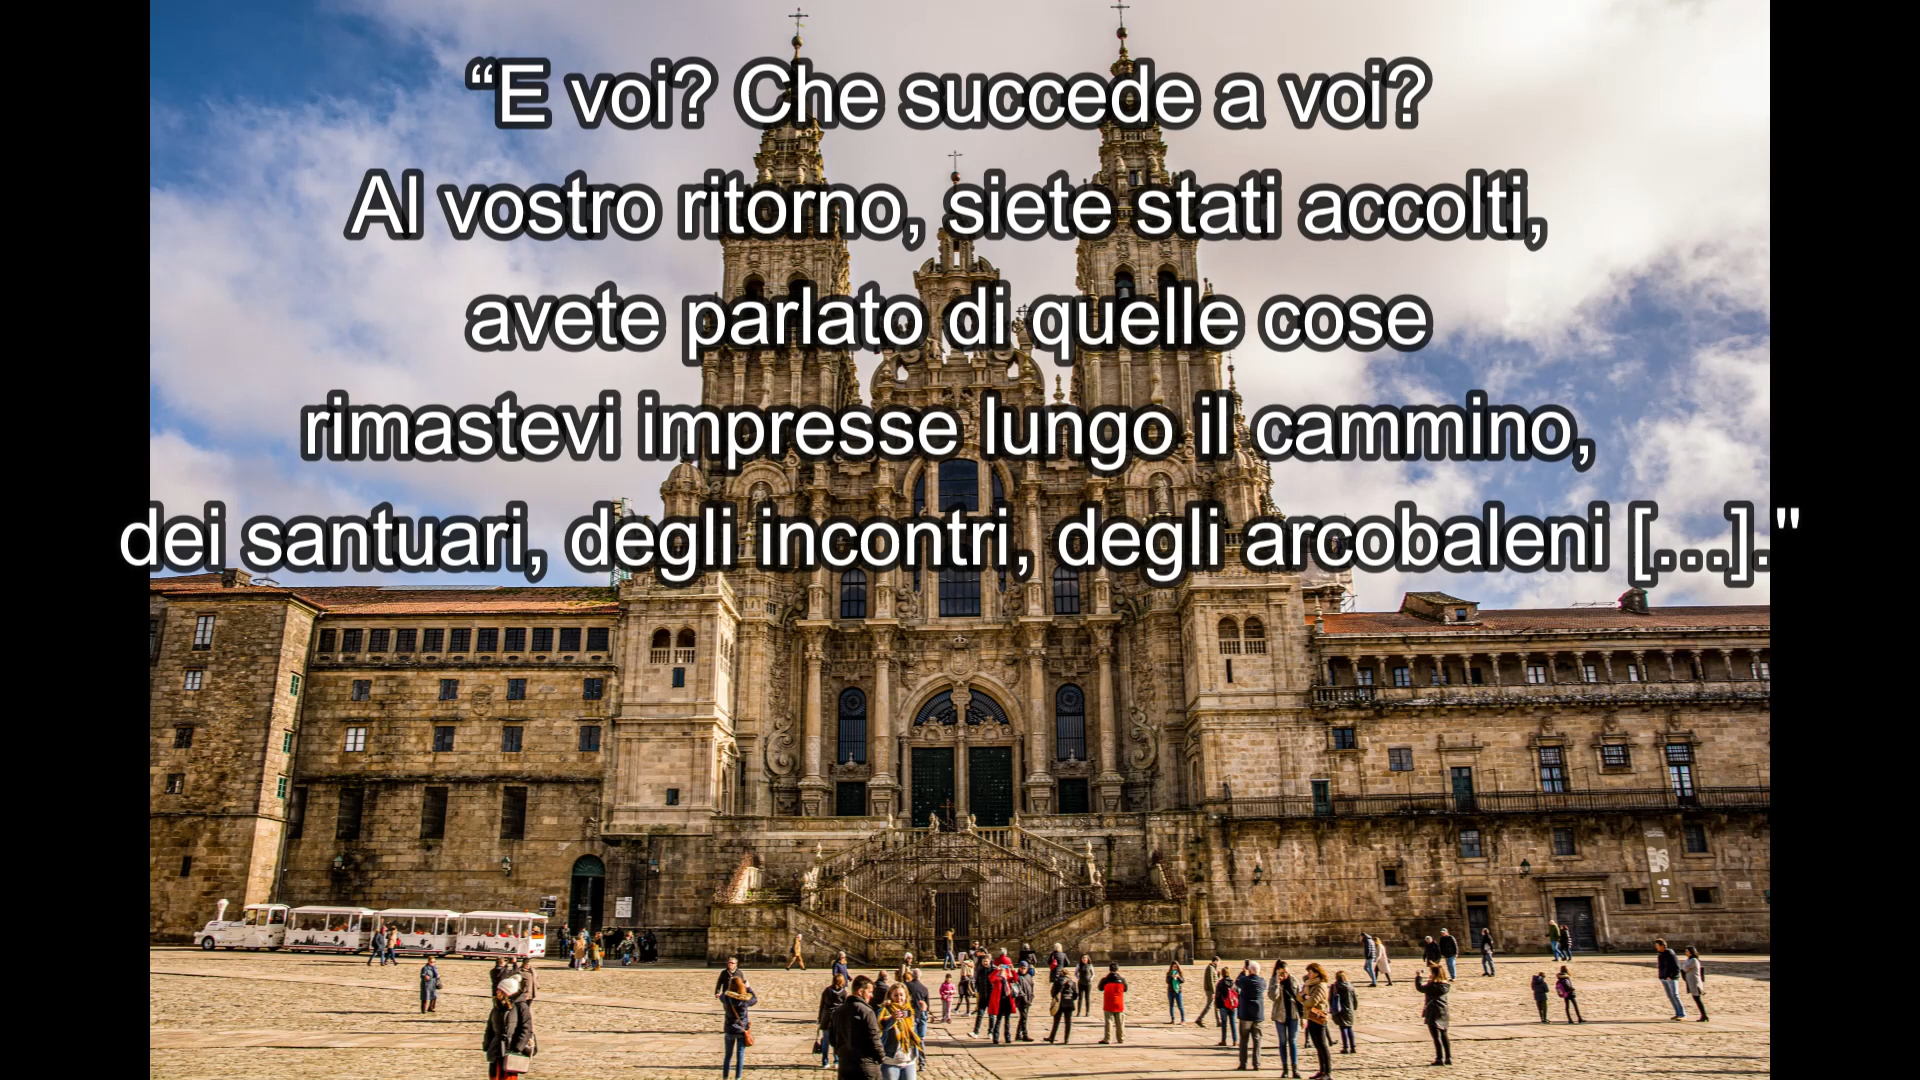 “E voi? Che succede a voi?
Al vostro ritorno, siete stati accolti,
avete parlato di quelle cose
rimastevi impresse lungo il cammino,
dei santuari, degli incontri, degli arcobaleni [...]."